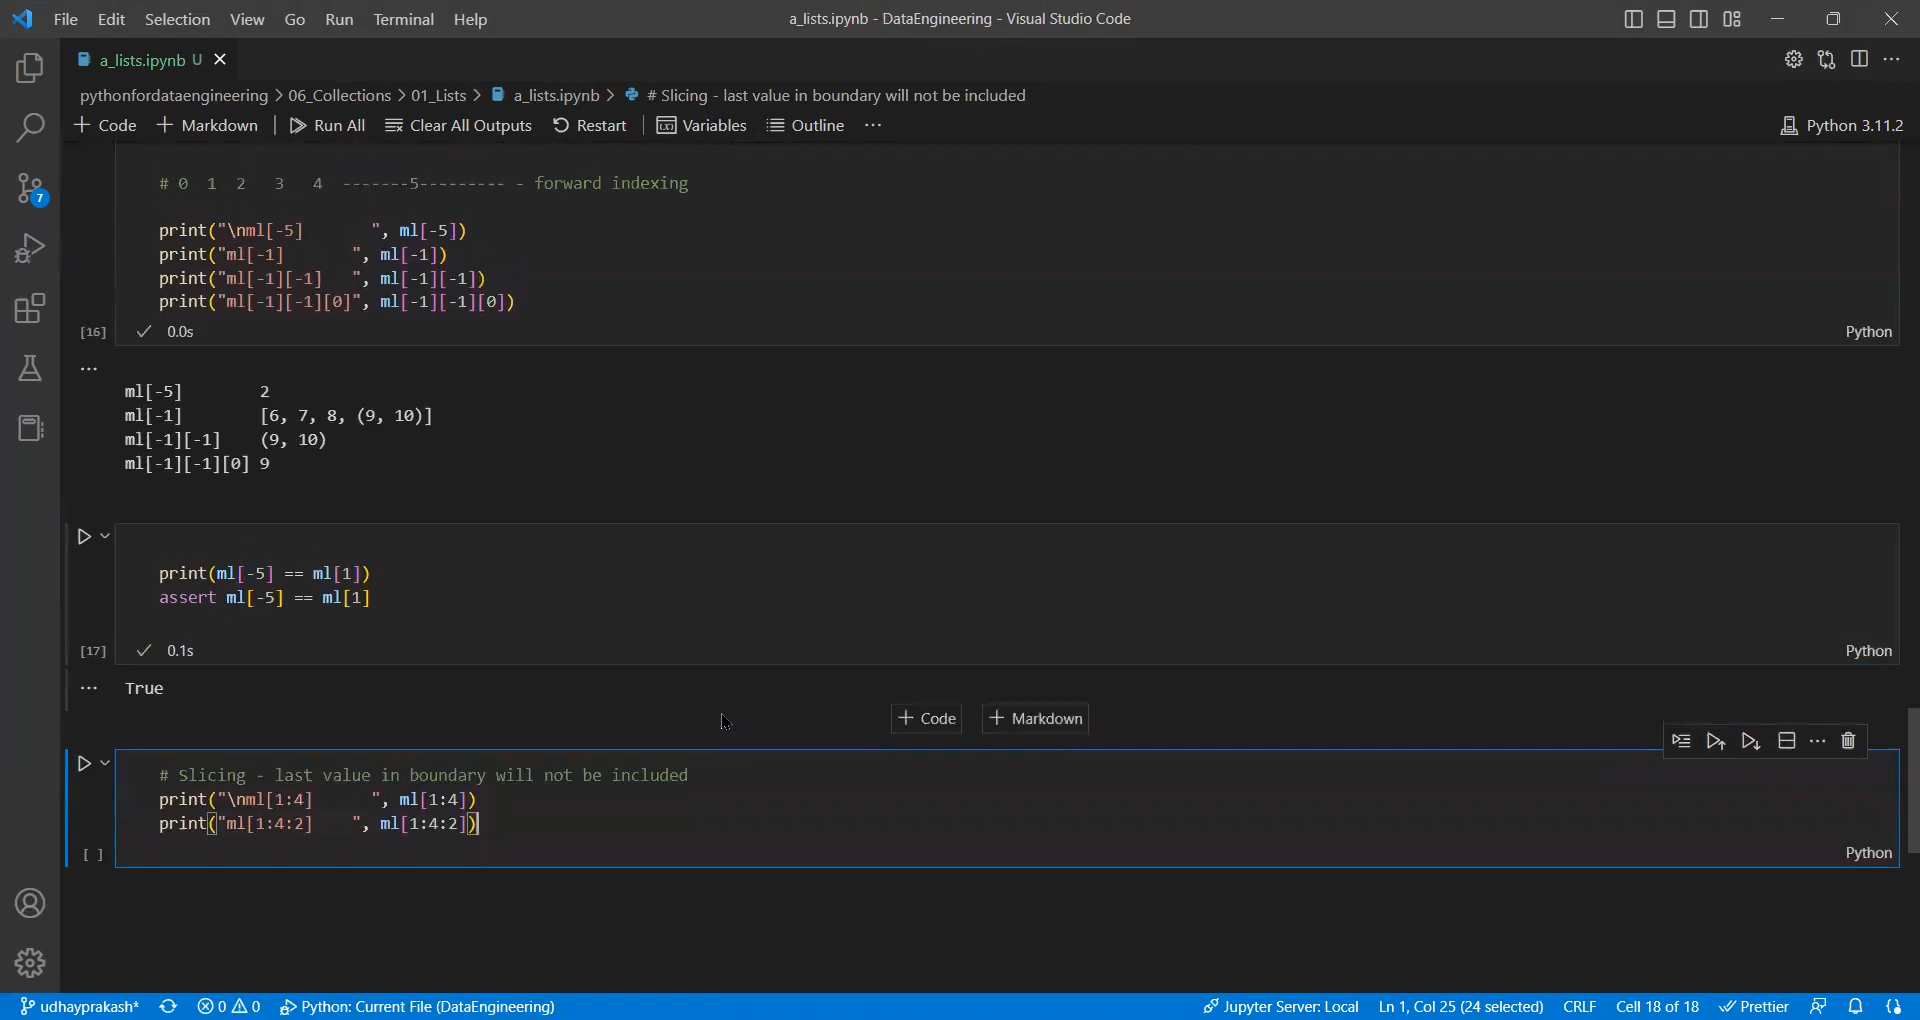 File Edit Selection View Go Run Terminal Help a_lists.ipynb - DataEngineering - Visual Studio Code
a_lists.ipynb U
pythonfordataengineering > 06_Collections > 01_Lists > a_lists.ipynb > # Slicing - last value in boundary will not be included
+ Code + Markdown Run All Clear All Outputs Restart Variables Outline ... Python 3.11.2
7
# 0 1 2 3 4 -------5--------- - forward indexing
print("\nml[-5]       ", ml[-5])
print("ml[-1]       ", ml[-1])
print("ml[-1][-1]   ", ml[-1][-1])
print("ml[-1][-1][0]", ml[-1][-1][0])
[16] 0.0s Python
...
ml[-5]        2
ml[-1]        [6, 7, 8, (9, 10)]
ml[-1][-1]    (9, 10)
ml[-1][-1][0] 9
print(ml[-5] == ml[1])
assert ml[-5] == ml[1]
[17] 0.1s Python
... True
+ Code + Markdown
# Slicing - last value in boundary will not be included
print("\nml[1:4]      ", ml[1:4])
print("ml[1:4:2]    ", ml[1:4:2])
[ ] Python
udhayprakash* 0 0 Python: Current File (DataEngineering) Jupyter Server: Local Ln 1, Col 25 (24 selected) CRLF Cell 18 of 18 Prettier